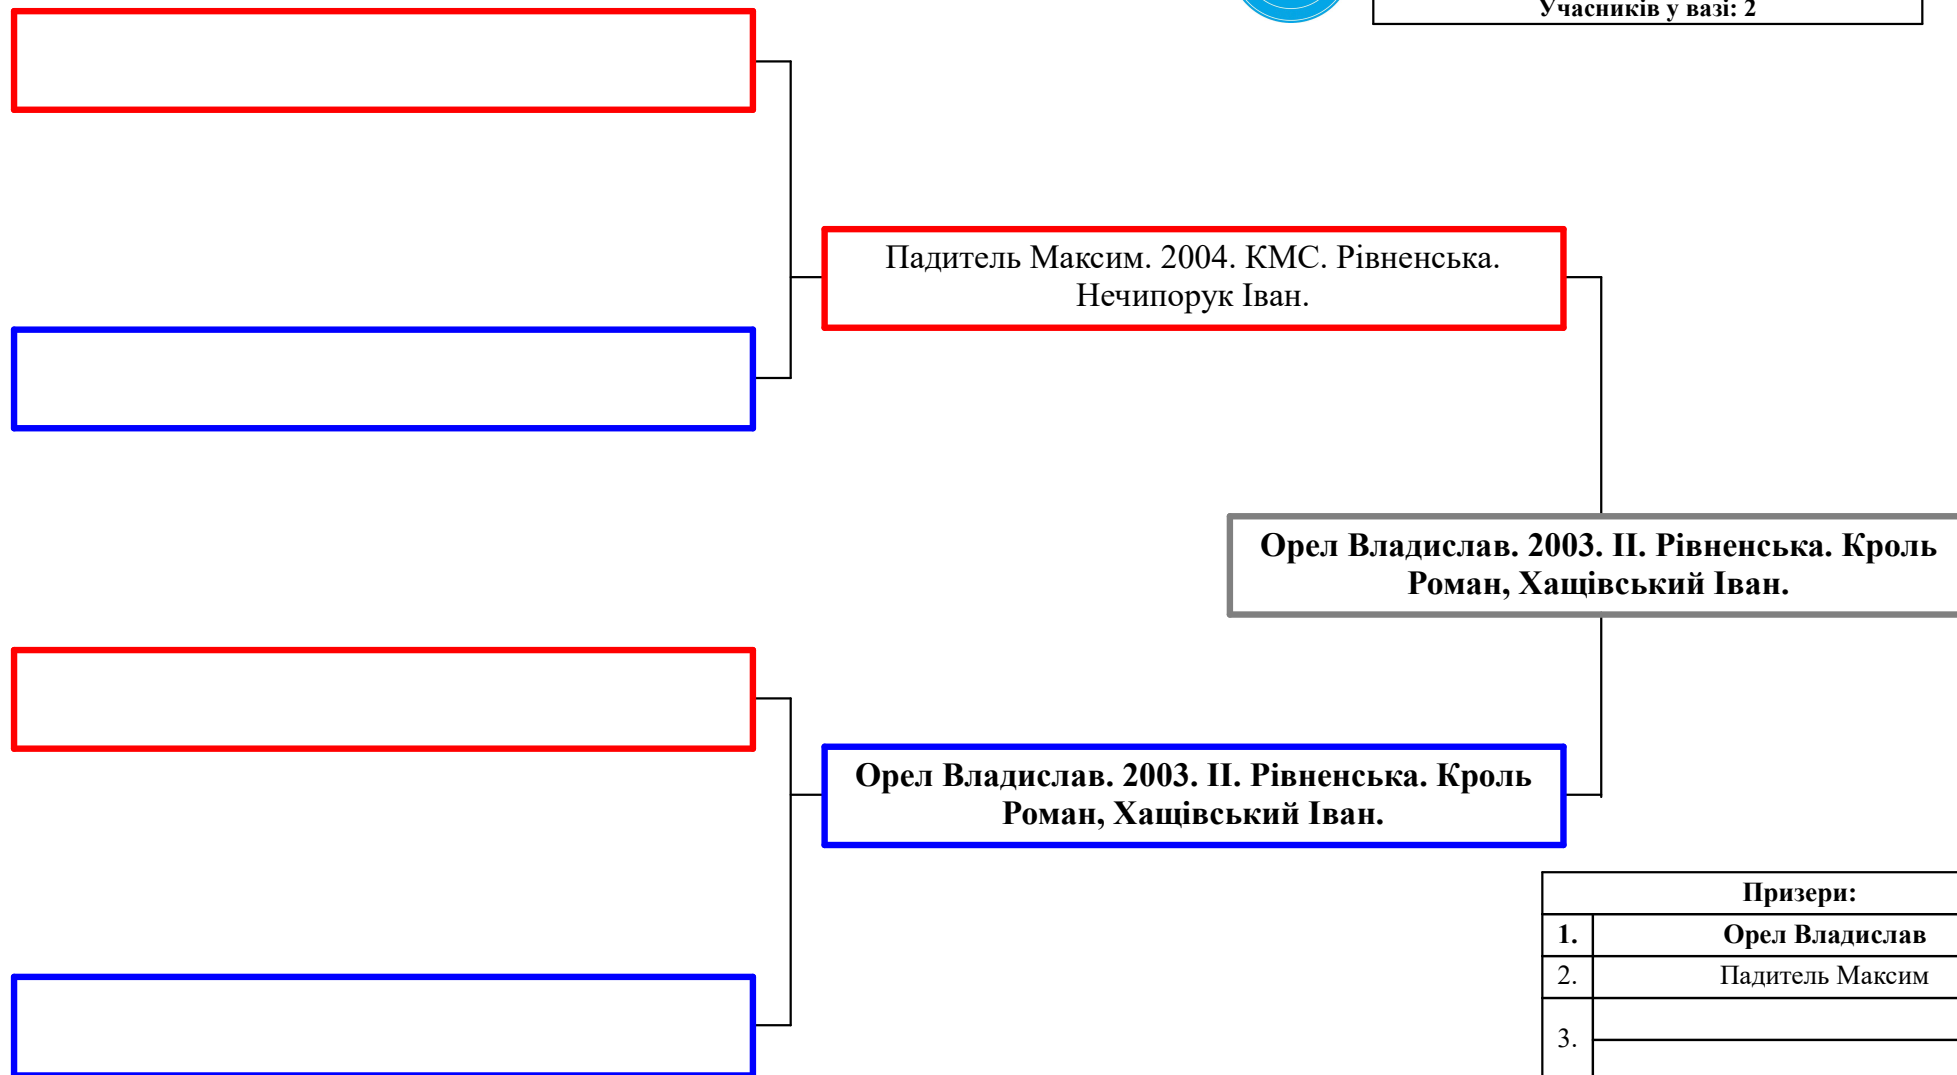 Учасників у вазі: 2
Падитель Максим. 2004. КМС. Рівненська.
Нечипорук Іван.
Орел Владислав. 2003. ІІ. Рівненська. Кроль
Роман, Хащівський Іван.
Орел Владислав. 2003. ІІ. Рівненська. Кроль
Роман, Хащівський Іван.
Призери:
1. Орел Владислав
2. Падитель Максим
3.